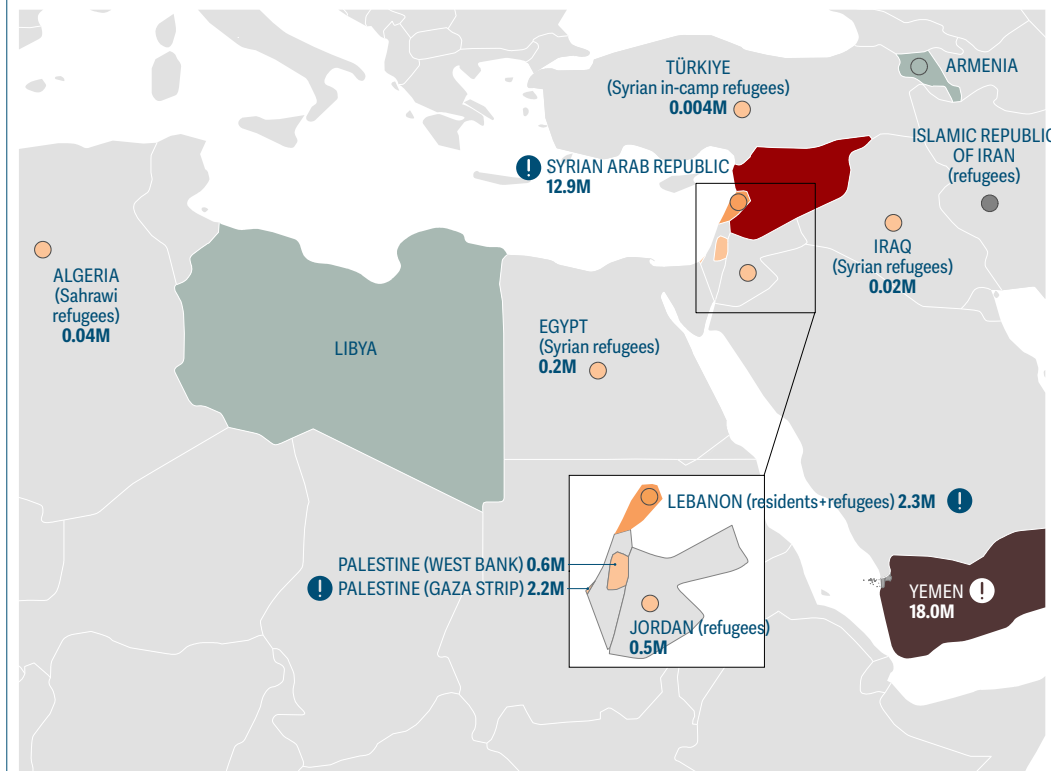 TÜRKIYE
(Syrian in-camp refugees)
0.004M
ARMENIA
ISLAMIC REPUBLIC
OF IRAN
(refugees)
! SYRIAN ARAB REPUBLIC
12.9M
IRAQ
(Syrian refugees)
0.02M
ALGERIA
(Sahrawi
refugees)
0.04M
LIBYA
EGYPT
(Syrian refugees)
0.2M
LEBANON (residents+refugees) 2.3M !
PALESTINE (WEST BANK) 0.6M
! PALESTINE (GAZA STRIP) 2.2M
JORDAN (refugees)
0.5M
YEMEN !
18.0M